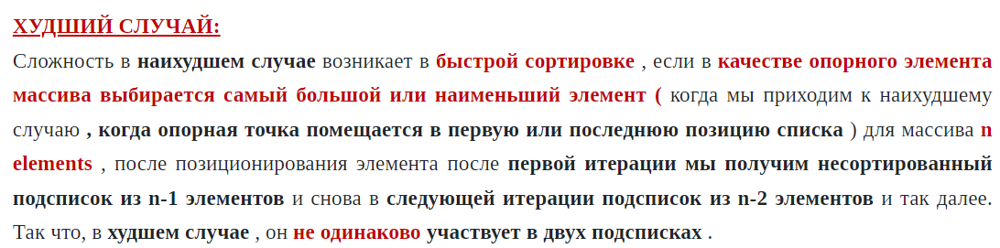 ХУДШИЙ СЛУЧАЙ:
Сложность в наихудшем случае возникает в быстрой сортировке , если в качестве опорного элемента
массива выбирается самый большой или наименьший элемент ( когда мы приходим к наихудшему
случаю , когда опорная точка помещается в первую или последнюю позицию списка ) для массива n
elements , после позиционирования элемента после первой итерации мы получим несортированный
подсписок из n-1 элементов и снова в следующей итерации подсписок из n-2 элементов и так далее.
Так что, в худшем случае , он не одинаково участвует в двух подсписках .